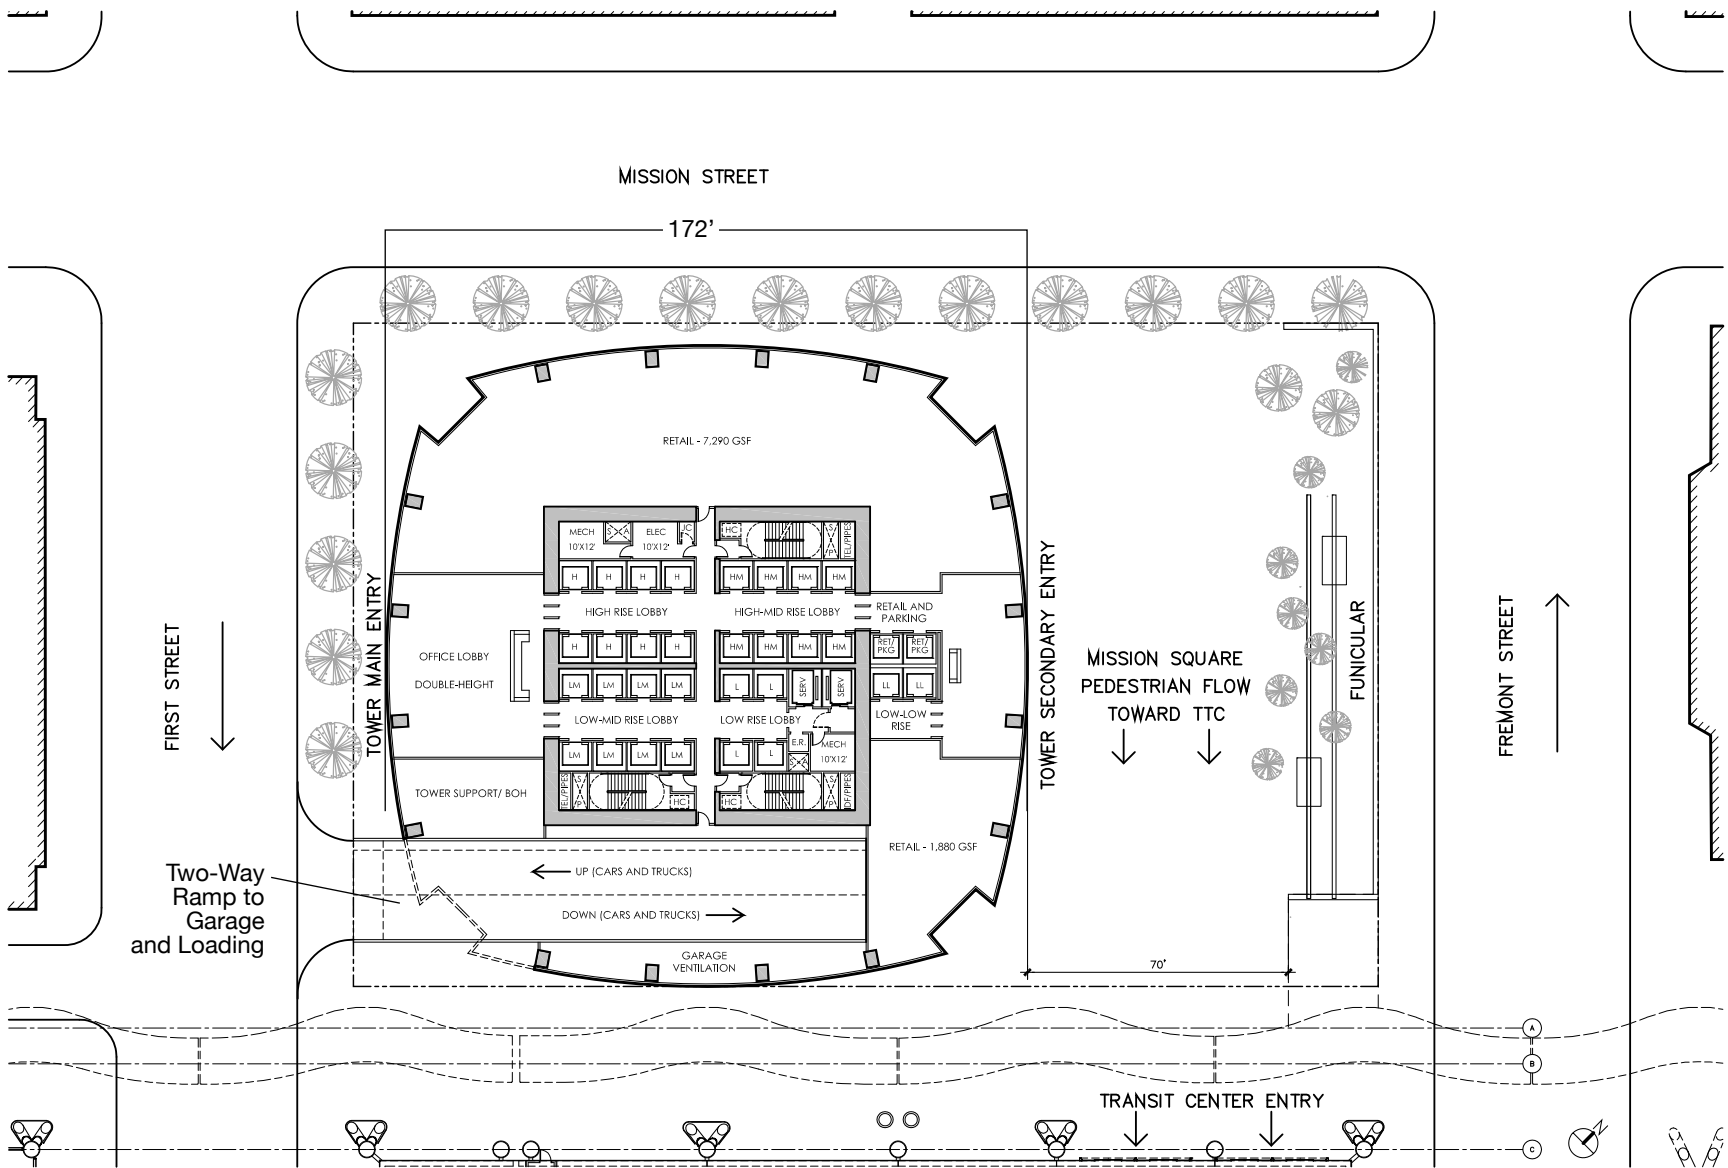 MISSION STREET
172'
RETAIL - 7,290 GSF
MECH
10'X12'
S
A
ELEC
10'X12'
JC
HC
S
P
TEL/PIPES
H
H
H
H
HM
HM
HM
HM
HIGH RISE LOBBY
HIGH-MID RISE LOBBY
RETAIL AND
PARKING
H
H
H
H
HM
HM
HM
HM
RET/
PKG
RET/
PKG
OFFICE LOBBY
DOUBLE-HEIGHT
LM
LM
LM
LM
L
L
SERV
SERV
LL
LL
LOW-MID RISE LOBBY
LOW RISE LOBBY
LOW-LOW
RISE
LM
LM
LM
LM
L
L
E.R.
S
A
MECH
10'X12'
TEL/PIPES
S
P
HC
HC
S
P
IDF/PIPES
TOWER SUPPORT/ BOH
RETAIL - 1,880 GSF
UP (CARS AND TRUCKS)
DOWN (CARS AND TRUCKS)
GARAGE
VENTILATION
FIRST STREET
TOWER MAIN ENTRY
TOWER SECONDARY ENTRY
MISSION SQUARE
PEDESTRIAN FLOW
TOWARD TTC
FUNICULAR
FREMONT STREET
Two-Way
Ramp to
Garage
and Loading
70'
A
B
TRANSIT CENTER ENTRY
C
N